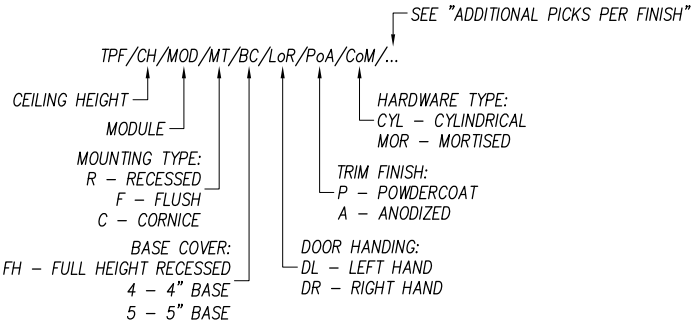 SEE "ADDITIONAL PICKS PER FINISH"
TPF/CH/MOD/MT/BC/LoR/PoA/CoM/...
CEILING HEIGHT
MODULE
MOUNTING TYPE:
R - RECESSED
F - FLUSH
C - CORNICE
BASE COVER:
FH - FULL HEIGHT RECESSED
4 - 4" BASE
5 - 5" BASE
DOOR HANDING:
DL - LEFT HAND
DR - RIGHT HAND
TRIM FINISH:
P - POWDERCOAT
A - ANODIZED
HARDWARE TYPE:
CYL - CYLINDRICAL
MOR - MORTISED